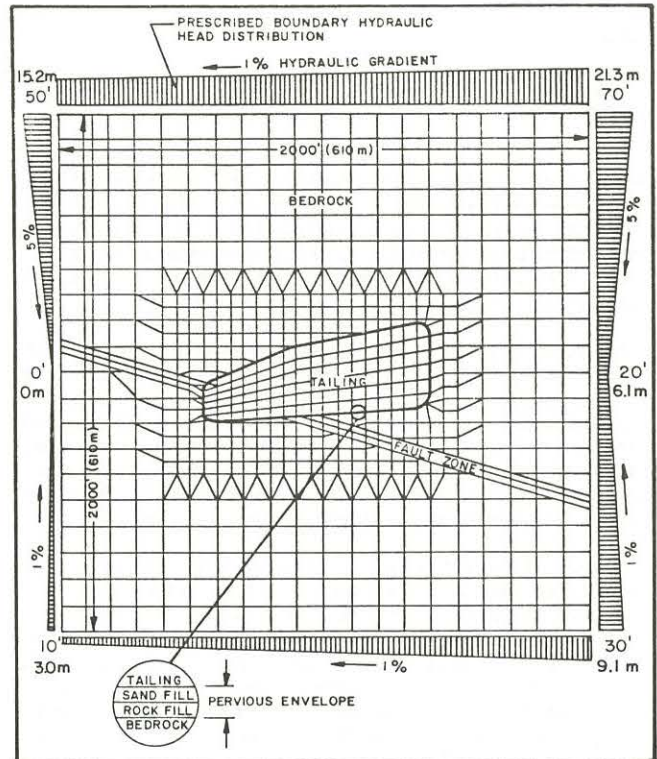 PRESCRIBED BOUNDARY HYDRAULIC
HEAD DISTRIBUTION
1% HYDRAULIC GRADIENT
15.2m
50'
21.3 m
70'
2000' (610 m)
BEDROCK
5%
5%
0'
0m
TAILING
20'
6.1m
FAULT ZONE
2000' (610 m)
1%
1%
10'
3.0m
1%
30'
9.1 m
TAILING
SAND FILL
ROCK FILL
BEDROCK
PERVIOUS ENVELOPE